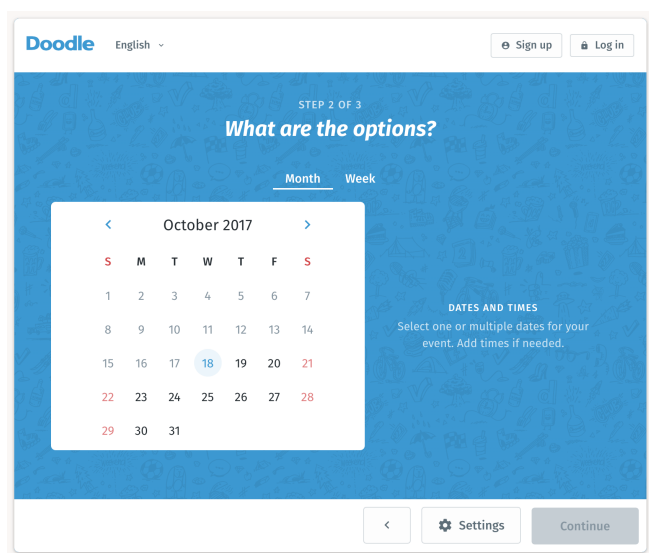 Doodle English Sign up Log in
STEP 2 OF 3
What are the options?
Month Week
October 2017
S M T W T F S
1 2 3 4 5 6 7
8 9 10 11 12 13 14
15 16 17 18 19 20 21
22 23 24 25 26 27 28
29 30 31
DATES AND TIMES
Select one or multiple dates for your
event. Add times if needed.
Settings Continue